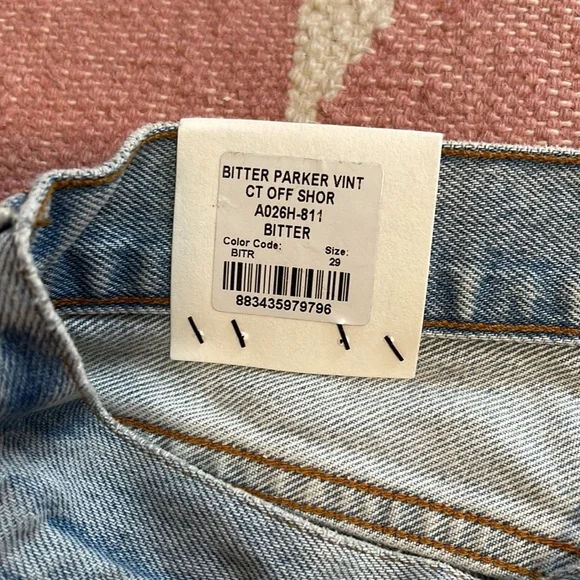 BITTER PARKER VINT
CT OFF SHOR
A026H-811
BITTER
Color Code: Size:
BITR 29
883435979796